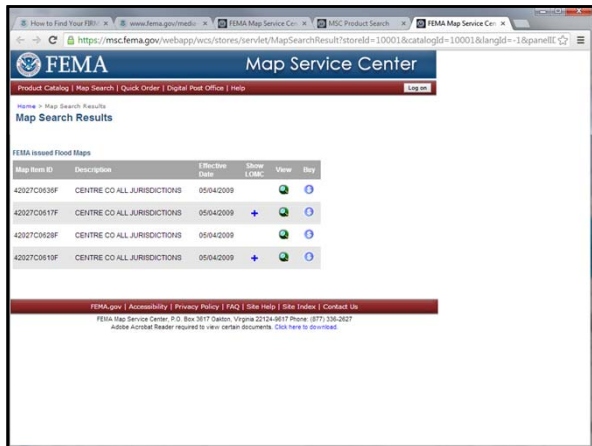 How to Find Your FIRM
www.fema.gov/media
FEMA Map Service Cen
MSC Product Search
FEMA Map Service Cen
https://msc.fema.gov/webapp/wcs/stores/servlet/MapSearchResult?storeId=10001&catalogId=10001&langId=-1&panelI
FEMA
Map Service Center
Product Catalog | Map Search | Quick Order | Digital Post Office | Help
Log on
Home > Map Search Results
Map Search Results
FEMA issued Flood Maps
Map Item ID Description Effective Date Show LOMC View Buy
42027C0636F CENTRE CO ALL JURISDICTIONS 05/04/2009
42027C0617F CENTRE CO ALL JURISDICTIONS 05/04/2009 +
42027C0628F CENTRE CO ALL JURISDICTIONS 05/04/2009
42027C0610F CENTRE CO ALL JURISDICTIONS 05/04/2009 +
FEMA.gov | Accessibility | Privacy Policy | FAQ | Site Help | Site Index | Contact Us
FEMA Map Service Center, P.O. Box 3617 Oakton, Virginia 22124-9617 Phone: (877) 336-2627
Adobe Acrobat Reader required to view certain documents. Click here to download.